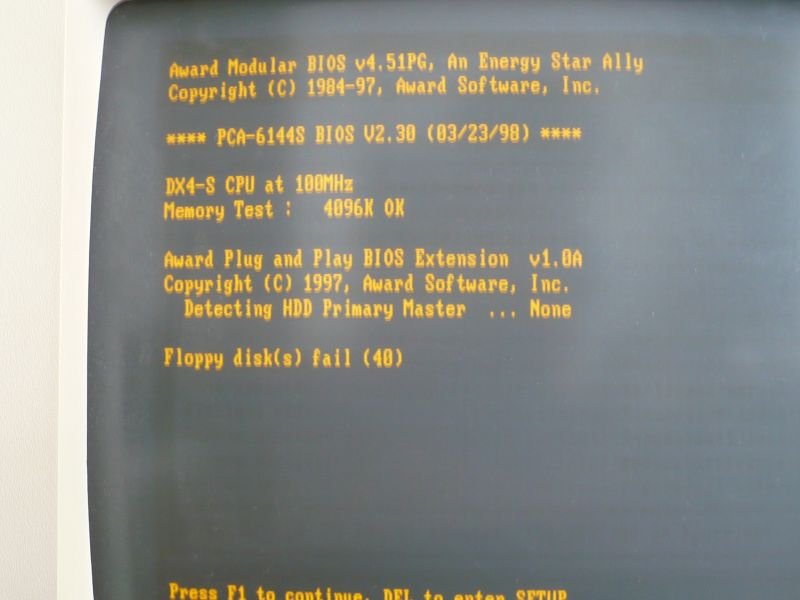 Award Modular BIOS v4.51PG, An Energy Star Ally
Copyright (C) 1984-97, Award Software, Inc.
**** PCA-6144S BIOS V2.30 (03/23/98) ****
DX4-S CPU at 100MHz
Memory Test :   4096K OK
Award Plug and Play BIOS Extension  v1.0A
Copyright (C) 1997, Award Software, Inc.
Detecting HDD Primary Master  ... None
Floppy disk(s) fail (40)
Press F1 to continue, DEL to enter SETUP